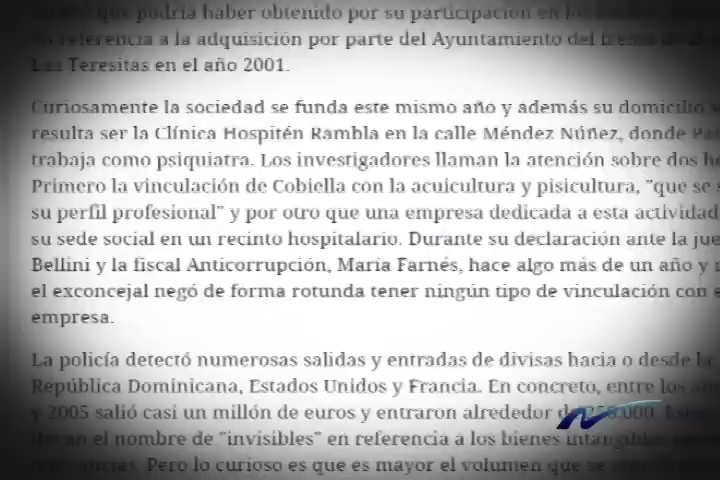 que podría haber obtenido por su participación en
en referencia a la adquisición por parte del Ayuntamiento del frente
Las Teresitas en el año 2001.
Curiosamente la sociedad se funda este mismo año y además su domicilio
resulta ser la Clínica Hospitén Rambla en la calle Méndez Núñez, donde
trabaja como psiquiatra. Los investigadores llaman la atención sobre dos
Primero la vinculación de Cobiella con la acuicultura y pisicultura, "que se
su perfil profesional" y por otro que una empresa dedicada a esta actividad
su sede social en un recinto hospitalario. Durante su declaración ante la
Bellini y la fiscal Anticorrupción, María Farnés, hace algo más de un año y
el exconcejal negó de forma rotunda tener ningún tipo de vinculación con
empresa.
La policía detectó numerosas salidas y entradas de divisas hacia o desde
República Dominicana, Estados Unidos y Francia. En concreto, entre los
y 2005 salió casi un millón de euros y entraron alrededor
el nombre de "invisibles" en referencia a los bienes
Pero lo curioso es que es mayor el volumen que se